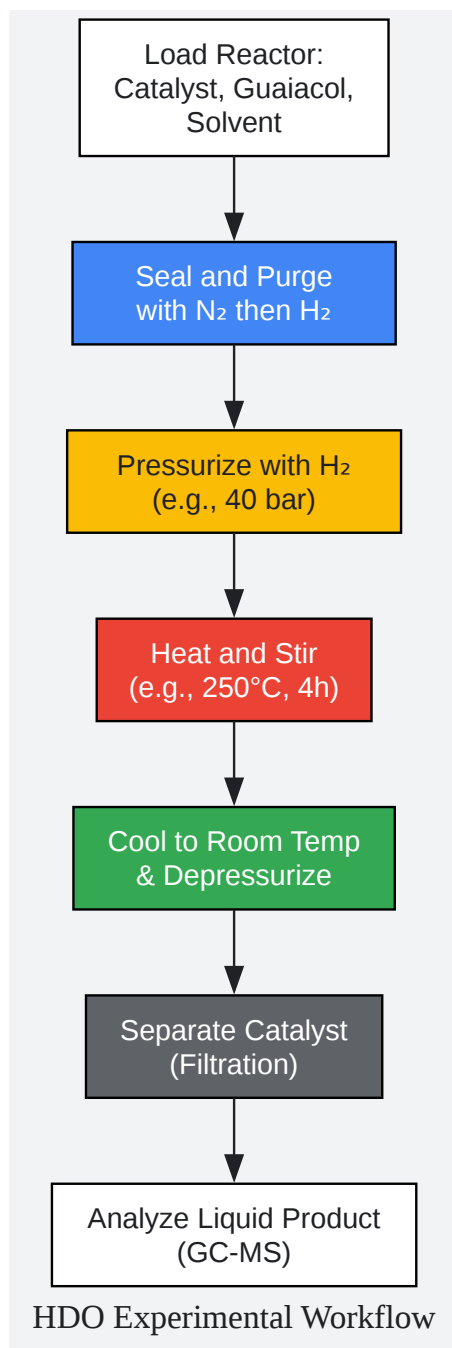 Load Reactor:
Catalyst, Guaiacol,
Solvent
Seal and Purge
with N₂ then H₂
Pressurize with H₂
(e.g., 40 bar)
Heat and Stir
(e.g., 250°C, 4h)
Cool to Room Temp
& Depressurize
Separate Catalyst
(Filtration)
Analyze Liquid Product
(GC-MS)
HDO Experimental Workflow